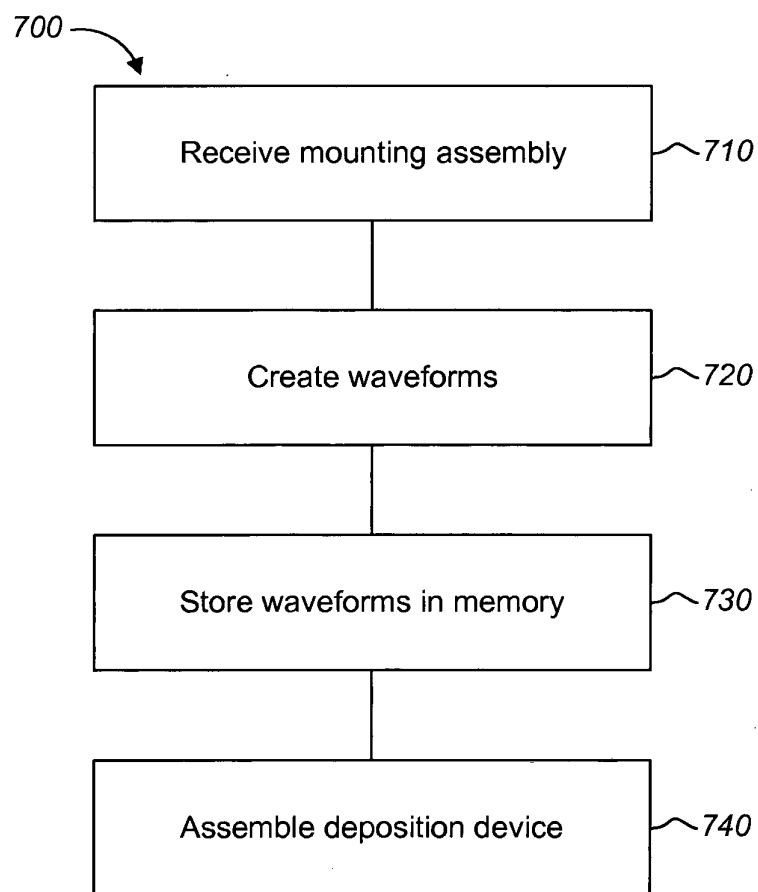 700
Receive mounting assembly
710
Create waveforms
720
Store waveforms in memory
730
Assemble deposition device
740